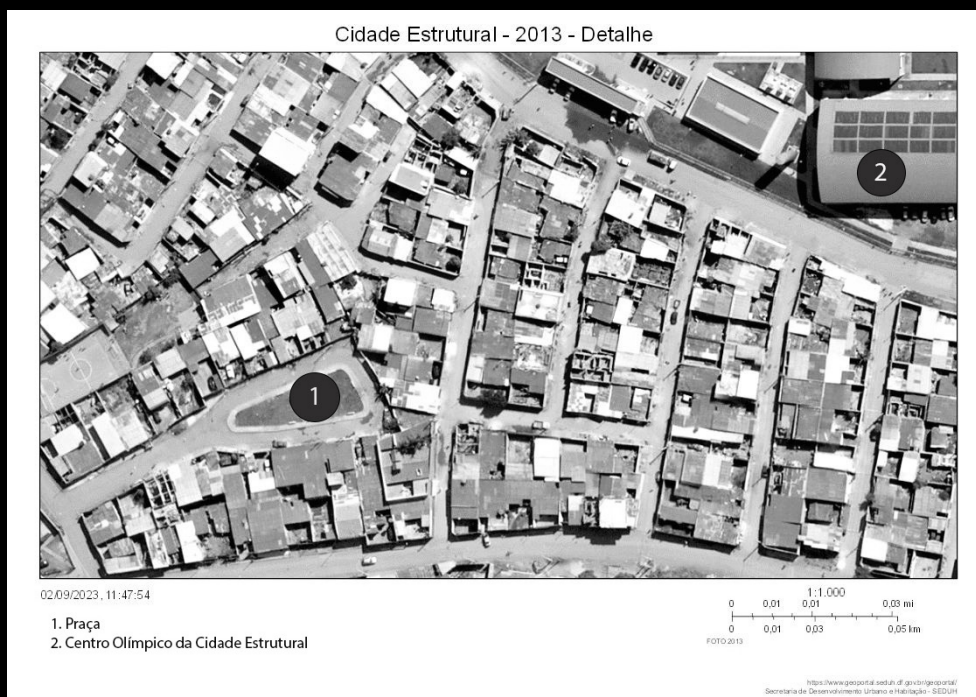 Cidade Estrutural - 2013 - Detalhe
2
1
02/09/2023, 11:47:54
1. Praça
2. Centro Olímpico da Cidade Estrutural
1:1.000
0 0,01 0,01 0,03 mi
0 0,01 0,03 0,05 km
FOTO 2013
https://www.geoportal.seduh.df.gov.br/geoportal/
Secretaria de Desenvolvimento Urbano e Habitação - SEDUH